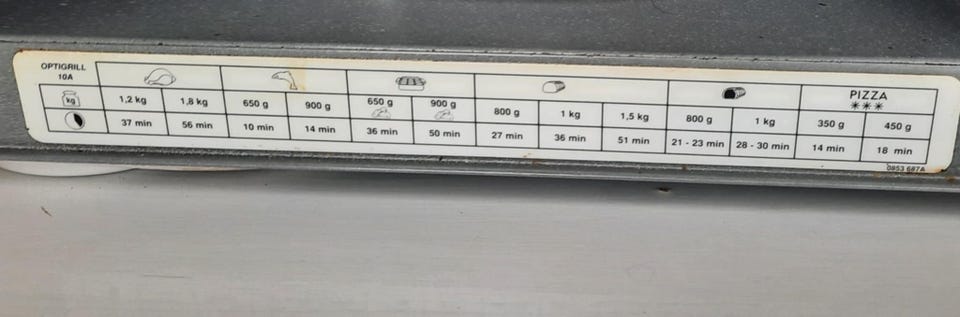 OPTIGRILL
10A
PIZZA
***
kg 1,2 kg 1,8 kg 650 g 900 g 650 g 900 g 800 g 1 kg 1,5 kg 800 g 1 kg 350 g 450 g
37 min 56 min 10 min 14 min 36 min 50 min 27 min 36 min 51 min 21 - 23 min 28 - 30 min 14 min 18 min
0853 687A